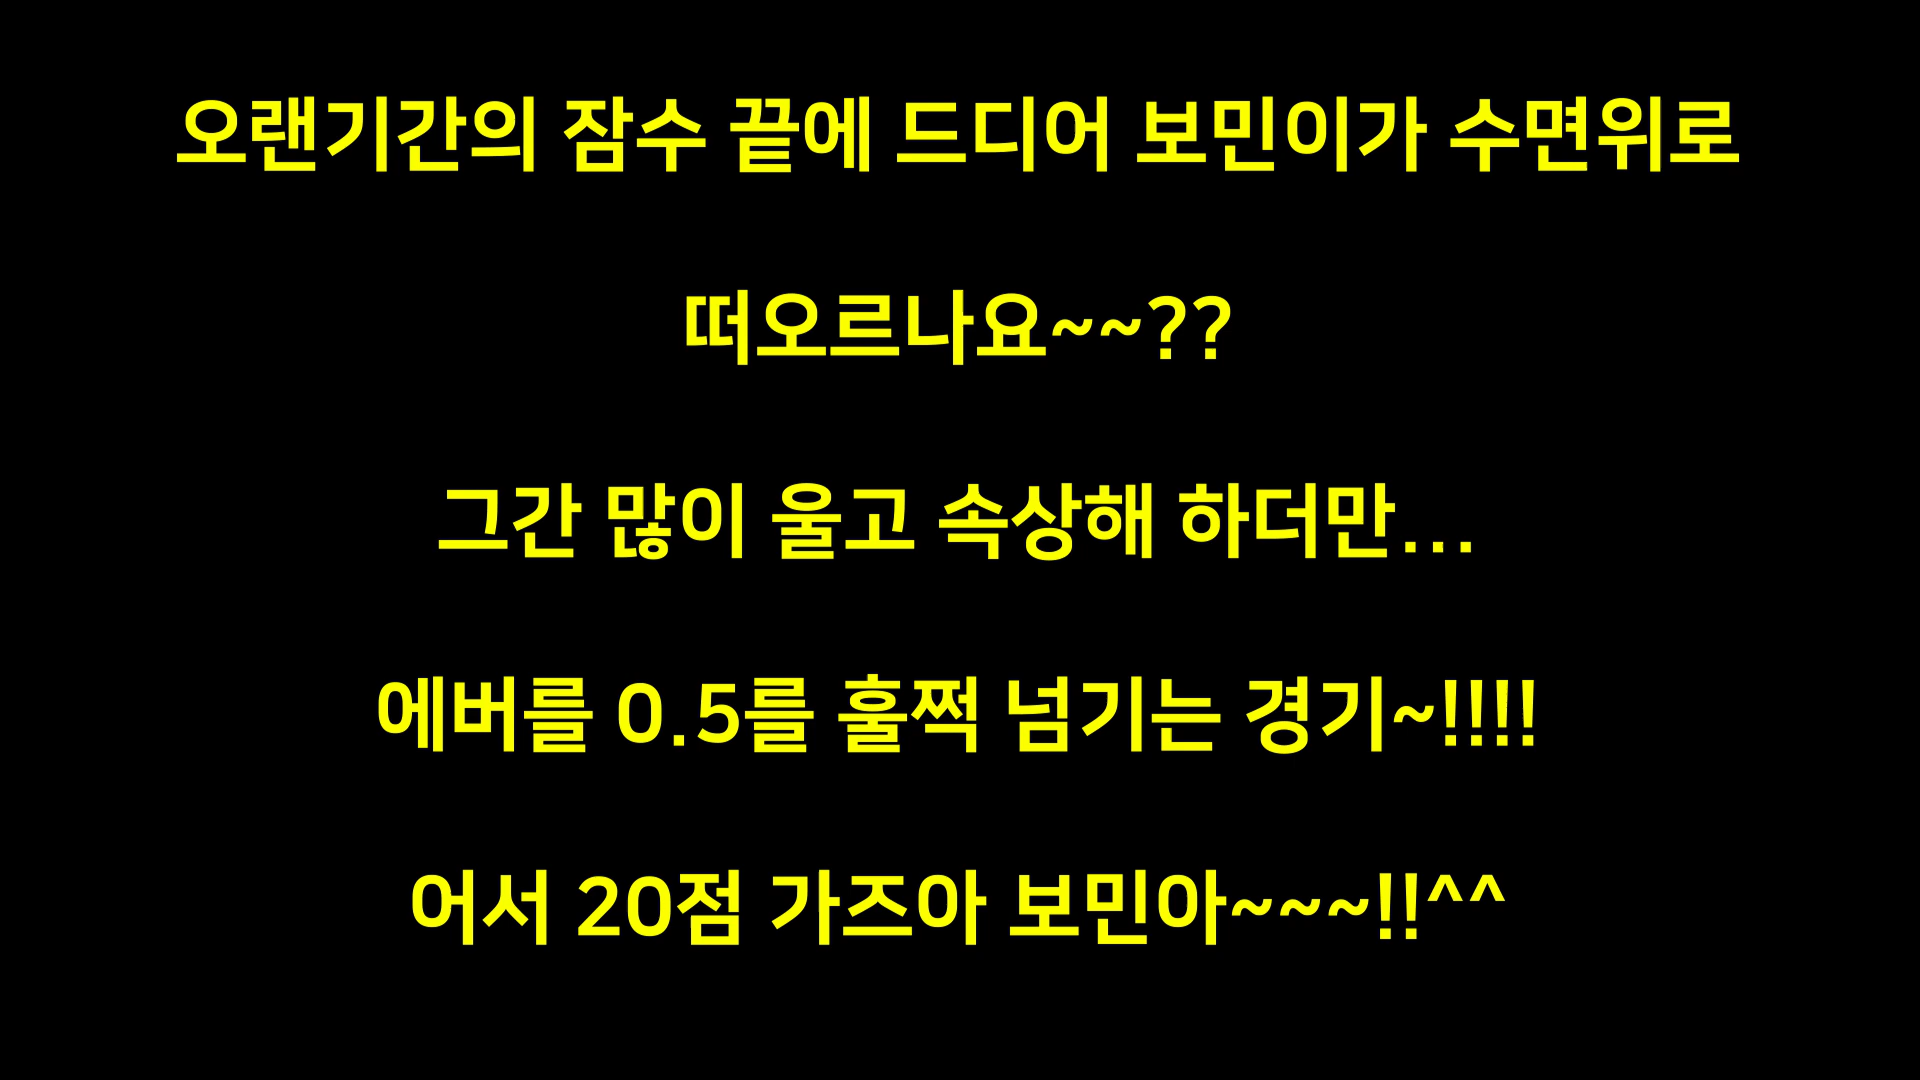 오랜기간의 잠수 끝에 드디어 보민이가 수면위로
떠오르나요~~??
그간 많이 울고 속상해 하더만...
에버를 0.5를 훌쩍 넘기는 경기~!!!!
어서 20점 가즈아 보민아~~~!!^^